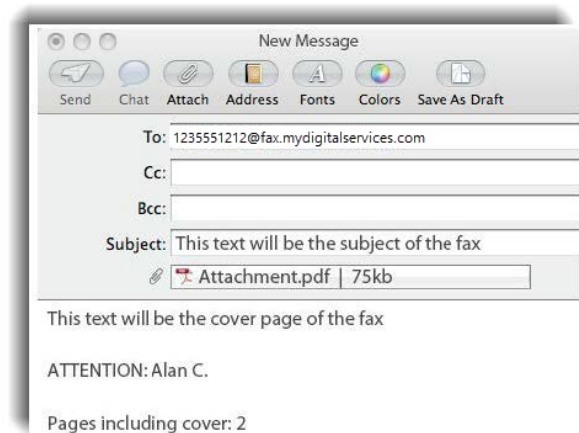 New Message
Send Chat Attach Address Fonts Colors Save As Draft
To: 1235551212@fax.mydigitalservices.com
Cc:
Bcc:
Subject: This text will be the subject of the fax
Attachment.pdf | 75kb
This text will be the cover page of the fax
ATTENTION: Alan C.
Pages including cover: 2